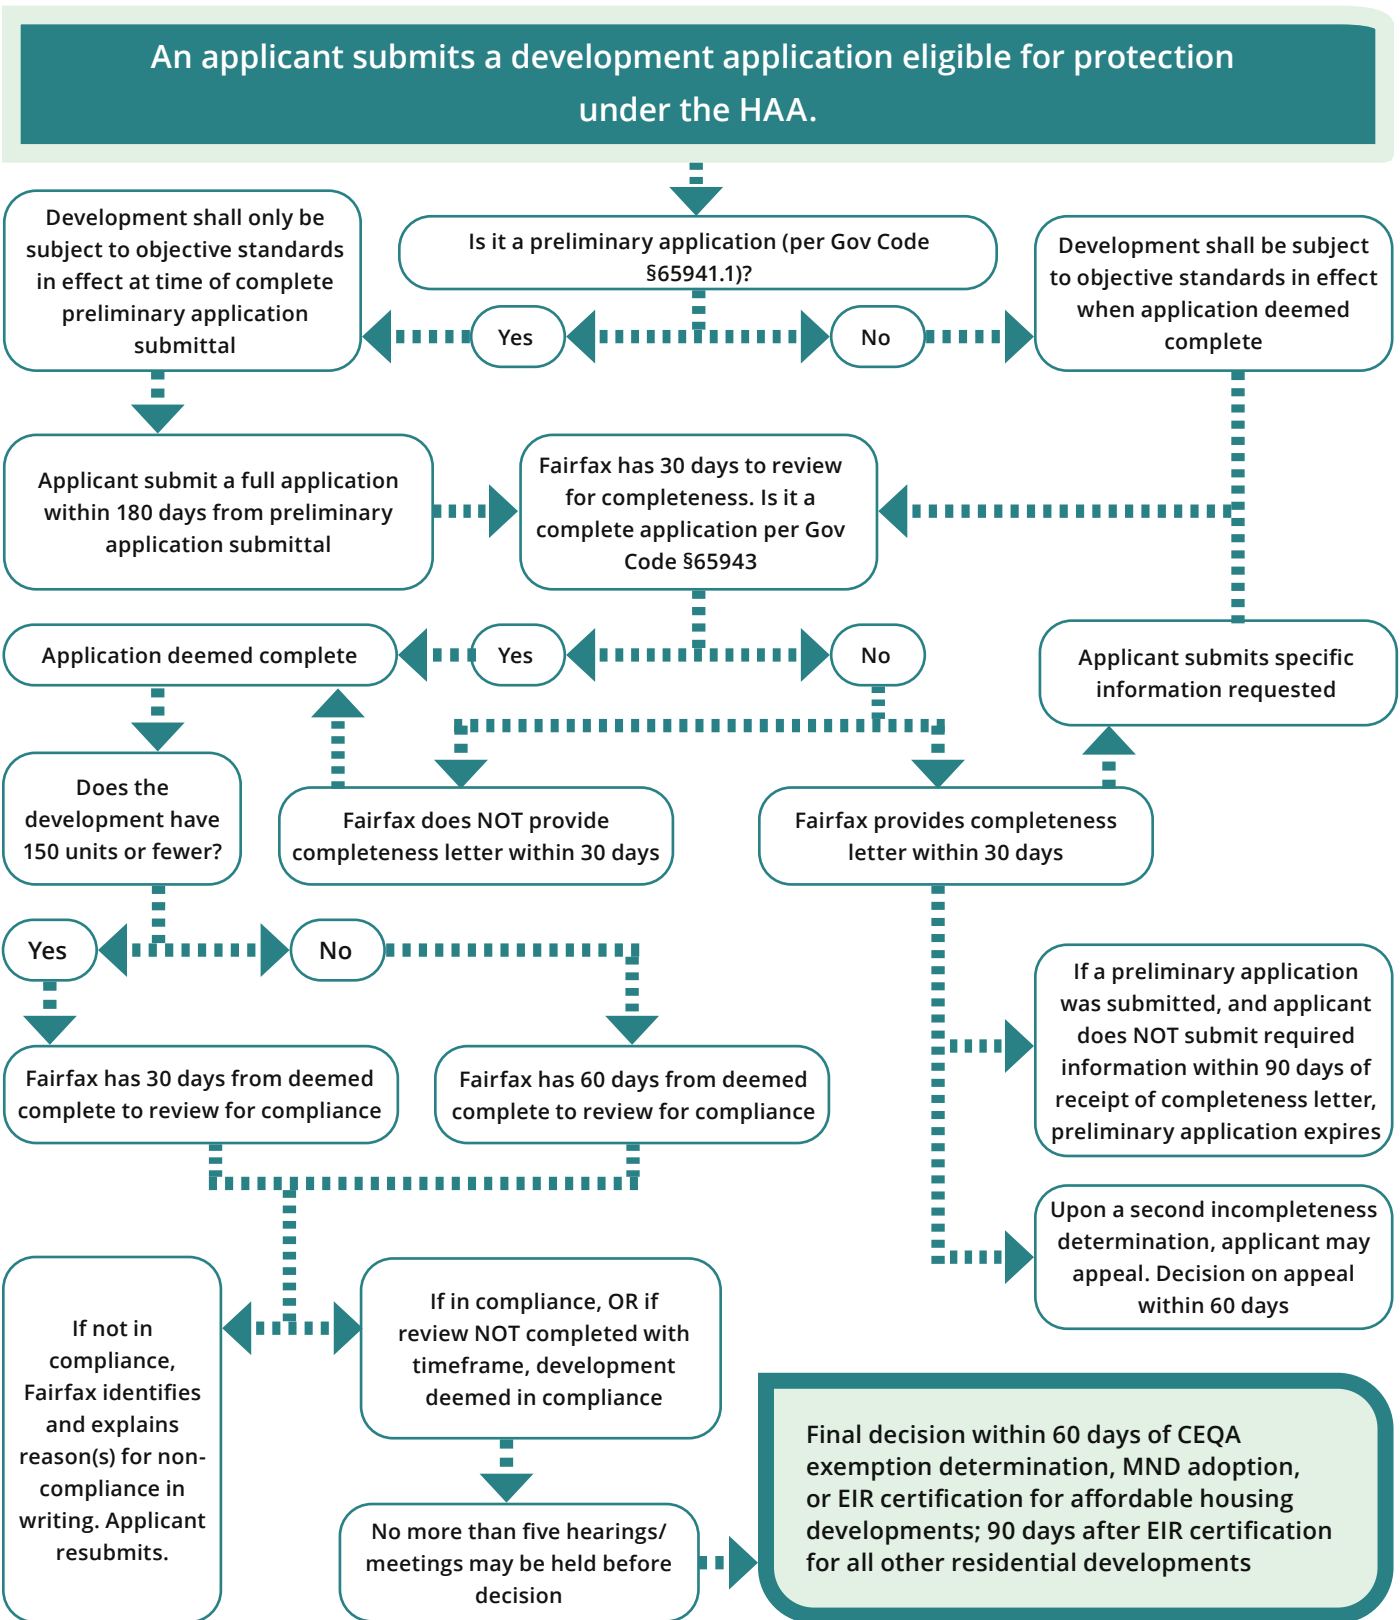 An applicant submits a development application eligible for protection
under the HAA.
Development shall only be
subject to objective standards
in effect at time of complete
preliminary application
submittal
Is it a preliminary application (per Gov Code
§65941.1)?
Development shall be subject
to objective standards in effect
when application deemed
complete
Yes
No
Applicant submit a full application
within 180 days from preliminary
application submittal
Fairfax has 30 days to review
for completeness. Is it a
complete application per Gov
Code §65943
Application deemed complete
Yes
No
Applicant submits specific
information requested
Does the
development have
150 units or fewer?
Fairfax does NOT provide
completeness letter within 30 days
Fairfax provides completeness
letter within 30 days
Yes
No
If a preliminary application
was submitted, and applicant
does NOT submit required
information within 90 days of
receipt of completeness letter,
preliminary application expires
Fairfax has 30 days from deemed
complete to review for compliance
Fairfax has 60 days from deemed
complete to review for compliance
Upon a second incompleteness
determination, applicant may
appeal. Decision on appeal
within 60 days
If not in
compliance,
Fairfax identifies
and explains
reason(s) for non-
compliance in
writing. Applicant
resubmits.
If in compliance, OR if
review NOT completed with
timeframe, development
deemed in compliance
No more than five hearings/
meetings may be held before
decision
Final decision within 60 days of CEQA
exemption determination, MND adoption,
or EIR certification for affordable housing
developments; 90 days after EIR certification
for all other residential developments